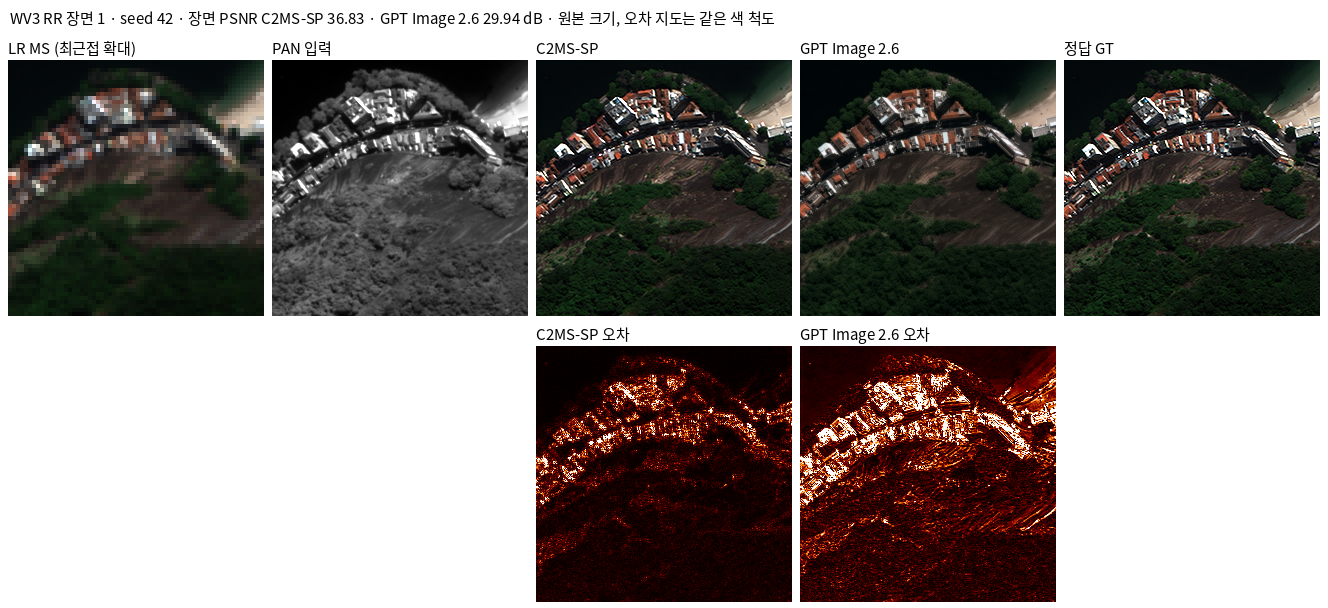 WV3 RR 장면 1 · seed 42 · 장면 PSNR C2MS-SP 36.83 · GPT Image 2.6 29.94 dB · 원본 크기, 오차 지도는 같은 색 척도
LR MS (최근접 확대)
PAN 입력
C2MS-SP
GPT Image 2.6
정답 GT
C2MS-SP 오차
GPT Image 2.6 오차